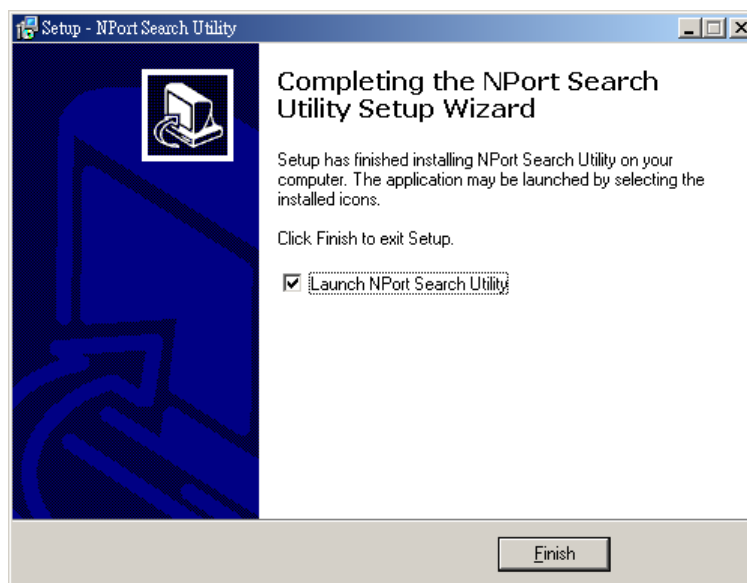 Setup - NPort Search Utility
Completing the NPort Search
Utility Setup Wizard
Setup has finished installing NPort Search Utility on your
computer. The application may be launched by selecting the
installed icons.
Click Finish to exit Setup.
Launch NPort Search Utility
Finish